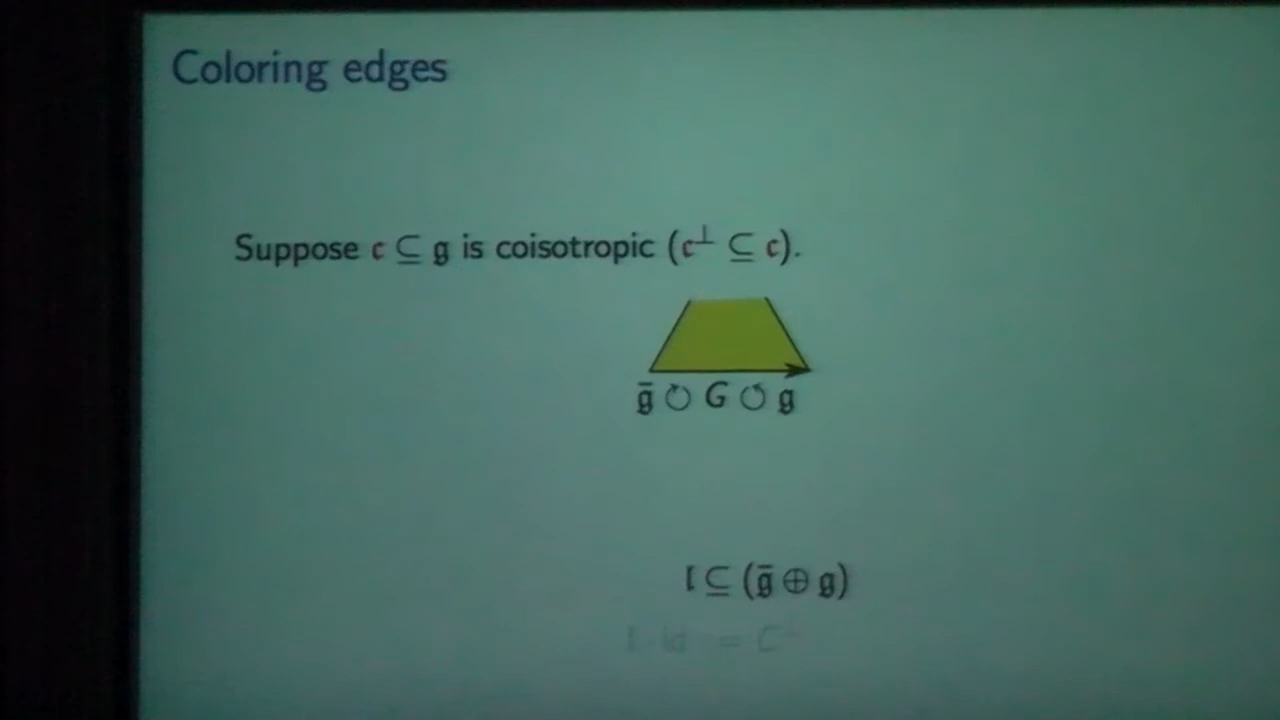 Coloring edges
Suppose 𝔠 ⊆ 𝔤 is coisotropic (𝔠⊥ ⊆ 𝔠).
𝔤̄ ↻ G ↺ 𝔤
𝔩 ⊆ (𝔤̄ ⊕ 𝔤)